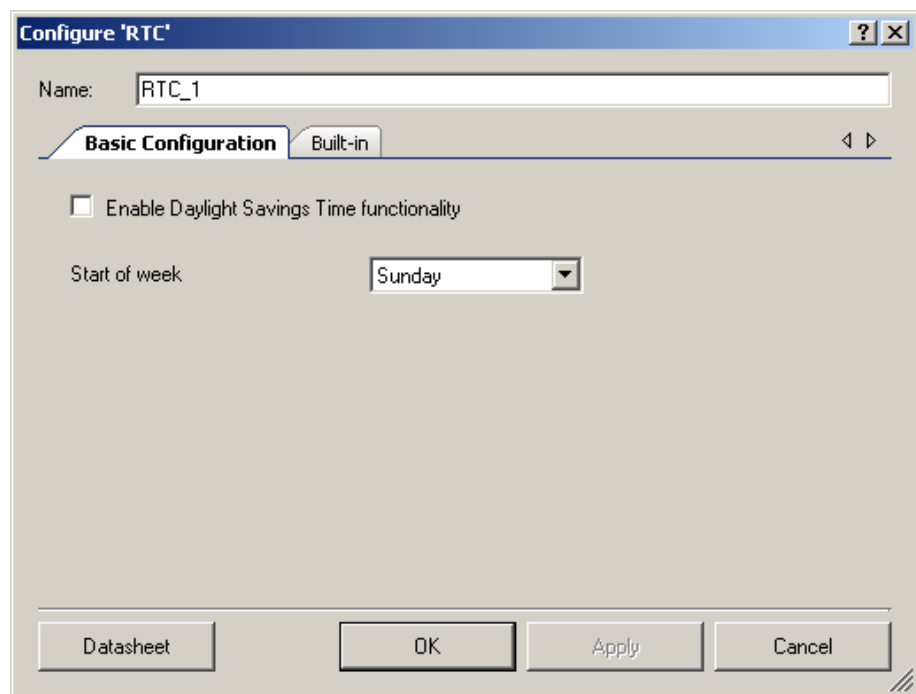 Configure 'RTC'
Name: RTC_1
Basic Configuration Built-in
Enable Daylight Savings Time functionality
Start of week Sunday
Datasheet OK Apply Cancel